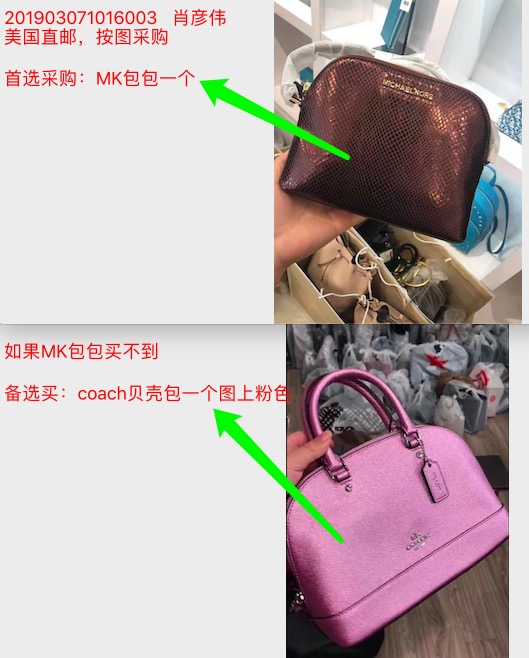 201903071016003 肖彦伟
美国直邮，按图采购
首选采购：MK包包一个
MICHAEL KORS
如果MK包包买不到
备选买：coach贝壳包一个图上粉色
COACH